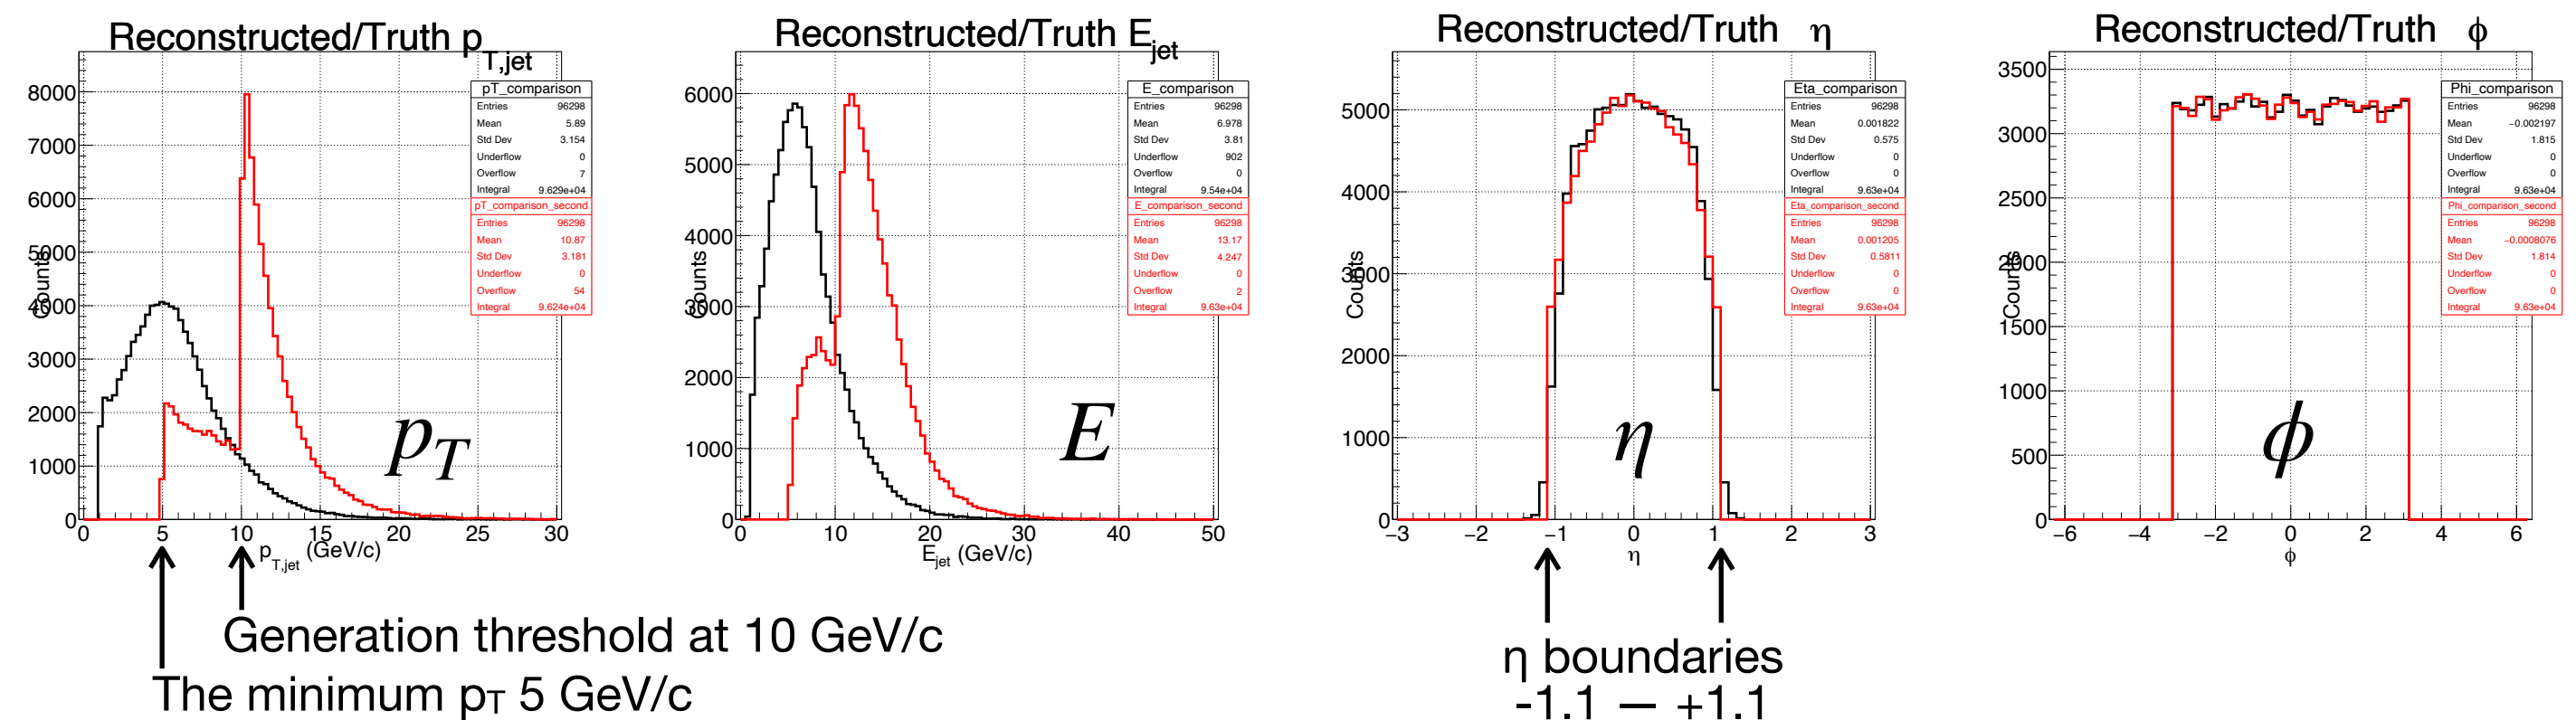 Reconstructed/Truth p T,jet
pT_comparison
Entries 96298
Mean 5.89
Std Dev 3.154
Underflow 0
Overflow 7
Integral 9.629e+04
pT_comparison_second
Entries 96298
Mean 10.87
Std Dev 3.181
Underflow 0
Overflow 54
Integral 9.624e+04
8000
7000
6000
5000
4000
3000
2000
1000
0
Counts
pT
0 5 10 15 20 25 30
p T,jet (GeV/c)
Reconstructed/Truth E jet
E_comparison
Entries 96298
Mean 6.978
Std Dev 3.81
Underflow 902
Overflow 0
Integral 9.54e+04
E_comparison_second
Entries 96298
Mean 13.17
Std Dev 4.247
Underflow 0
Overflow 2
Integral 9.63e+04
6000
5000
4000
3000
2000
1000
0
Counts
E
0 10 20 30 40 50
E jet (GeV/c)
Reconstructed/Truth η
Eta_comparison
Entries 96298
Mean 0.001822
Std Dev 0.575
Underflow 0
Overflow 0
Integral 9.63e+04
Eta_comparison_second
Entries 96298
Mean 0.001205
Std Dev 0.5811
Underflow 0
Overflow 0
Integral 9.63e+04
5000
4000
3000
2000
1000
0
Counts
η
−3 −2 −1 0 1 2 3
η
Reconstructed/Truth ϕ
Phi_comparison
Entries 96298
Mean −0.002197
Std Dev 1.815
Underflow 0
Overflow 0
Integral 9.63e+04
Phi_comparison_second
Entries 96298
Mean −0.0008076
Std Dev 1.814
Underflow 0
Overflow 0
Integral 9.63e+04
3500
3000
2500
2000
1500
1000
500
0
Counts
ϕ
−6 −4 −2 0 2 4 6
ϕ
Generation threshold at 10 GeV/c
The minimum pT 5 GeV/c
η boundaries
-1.1 — +1.1